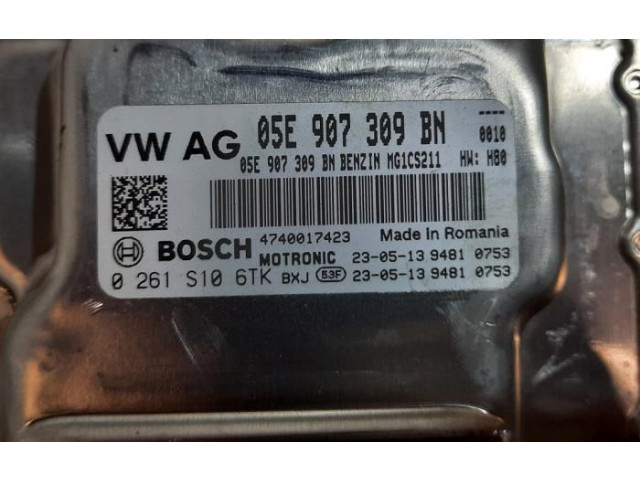 VW AG 05E 907 309 BN ----
0010
05E 907 309 BN BENZIN MG1CS211 HW: H80
BOSCH 4740017423 Made in Romania
MOTRONIC 23-05-13 9481 0753
0 261 S10 6TK BXJ 53F 23-05-13 9481 0753